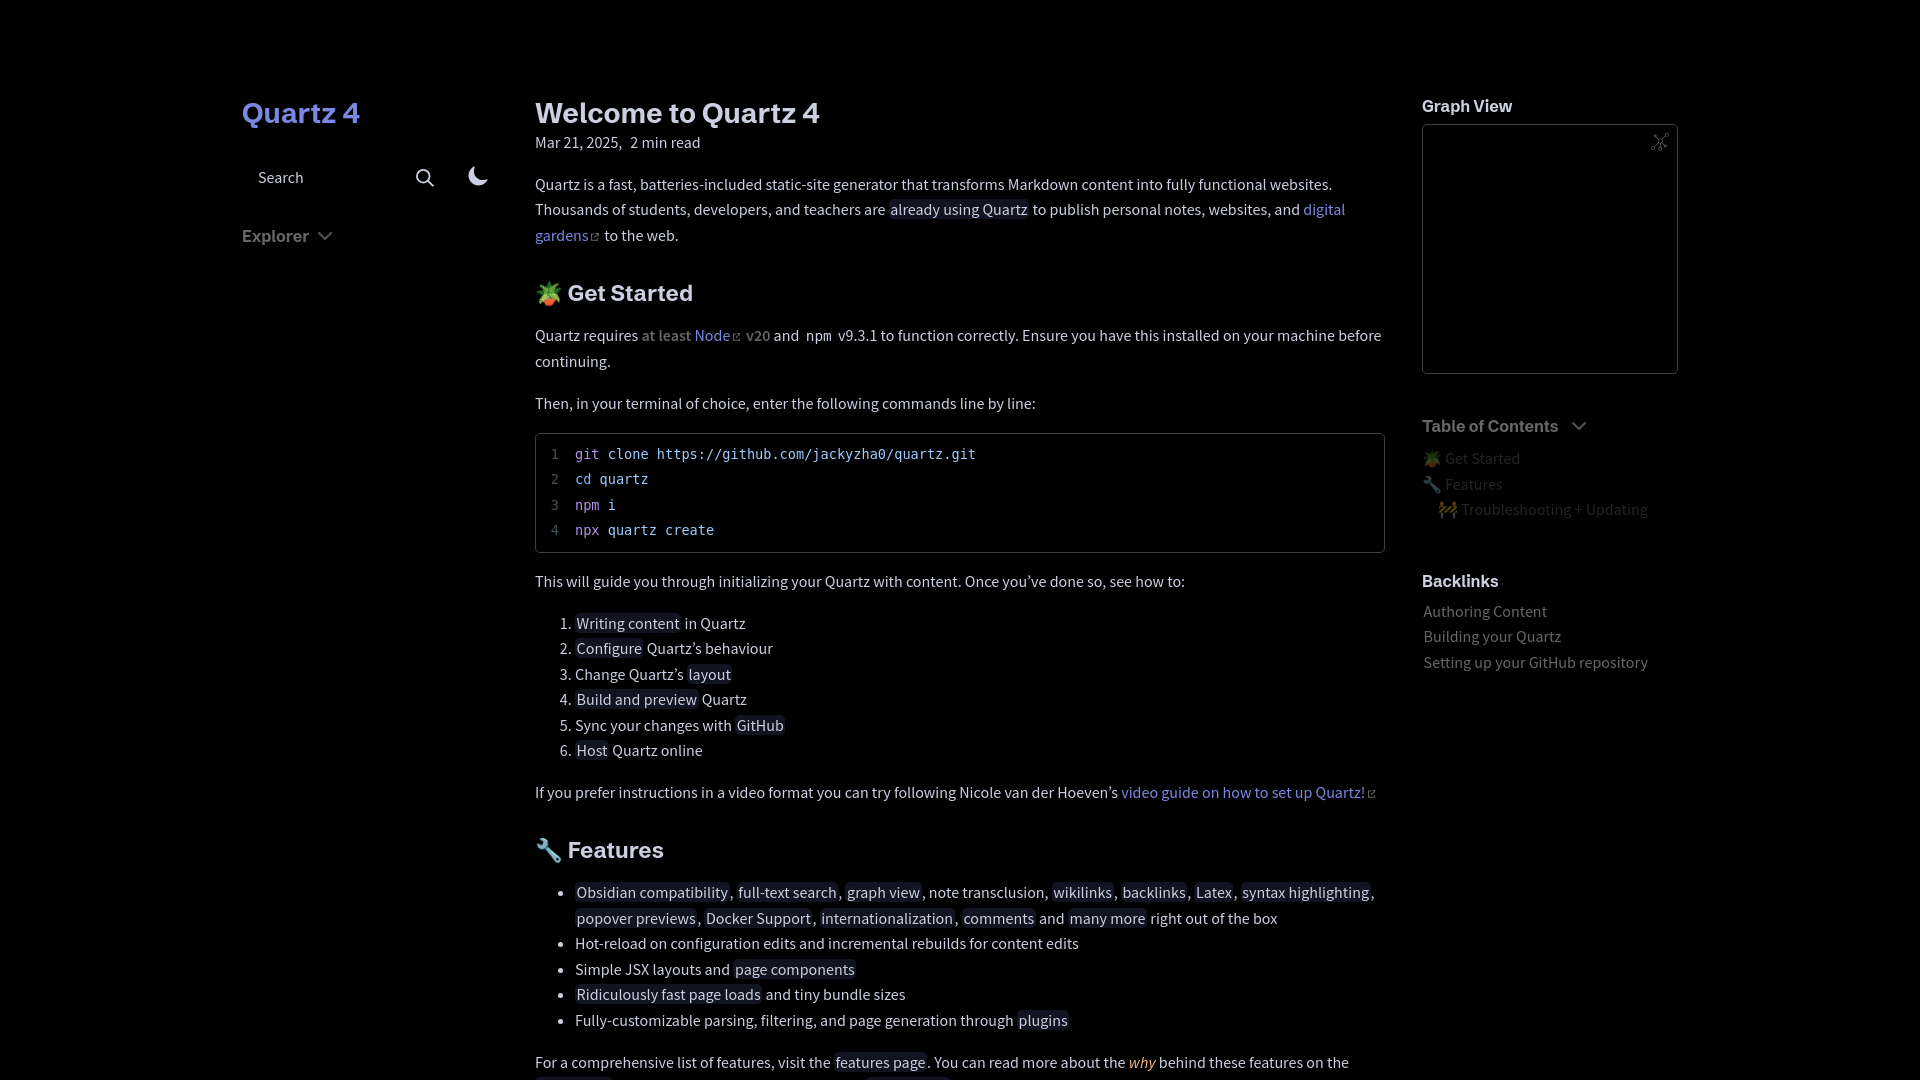 Quartz 4
Search
Explorer
Welcome to Quartz 4
Mar 21, 2025, 2 min read
Quartz is a fast, batteries-included static-site generator that transforms Markdown content into fully functional websites.
Thousands of students, developers, and teachers are already using Quartz to publish personal notes, websites, and digital
gardens to the web.
🪴 Get Started
Quartz requires at least Node v20 and npm v9.3.1 to function correctly. Ensure you have this installed on your machine before
continuing.
Then, in your terminal of choice, enter the following commands line by line:
1 git clone https://github.com/jackyzha0/quartz.git
2 cd quartz
3 npm i
4 npx quartz create
This will guide you through initializing your Quartz with content. Once you’ve done so, see how to:
1. Writing content in Quartz
2. Configure Quartz’s behaviour
3. Change Quartz’s layout
4. Build and preview Quartz
5. Sync your changes with GitHub
6. Host Quartz online
If you prefer instructions in a video format you can try following Nicole van der Hoeven’s video guide on how to set up Quartz!
🔧 Features
• Obsidian compatibility, full-text search, graph view, note transclusion, wikilinks, backlinks, Latex, syntax highlighting,
popover previews, Docker Support, internationalization, comments and many more right out of the box
• Hot-reload on configuration edits and incremental rebuilds for content edits
• Simple JSX layouts and page components
• Ridiculously fast page loads and tiny bundle sizes
• Fully-customizable parsing, filtering, and page generation through plugins
For a comprehensive list of features, visit the features page. You can read more about the why behind these features on the
Graph View
Table of Contents
🪴 Get Started
🔧 Features
🚧 Troubleshooting + Updating
Backlinks
Authoring Content
Building your Quartz
Setting up your GitHub repository